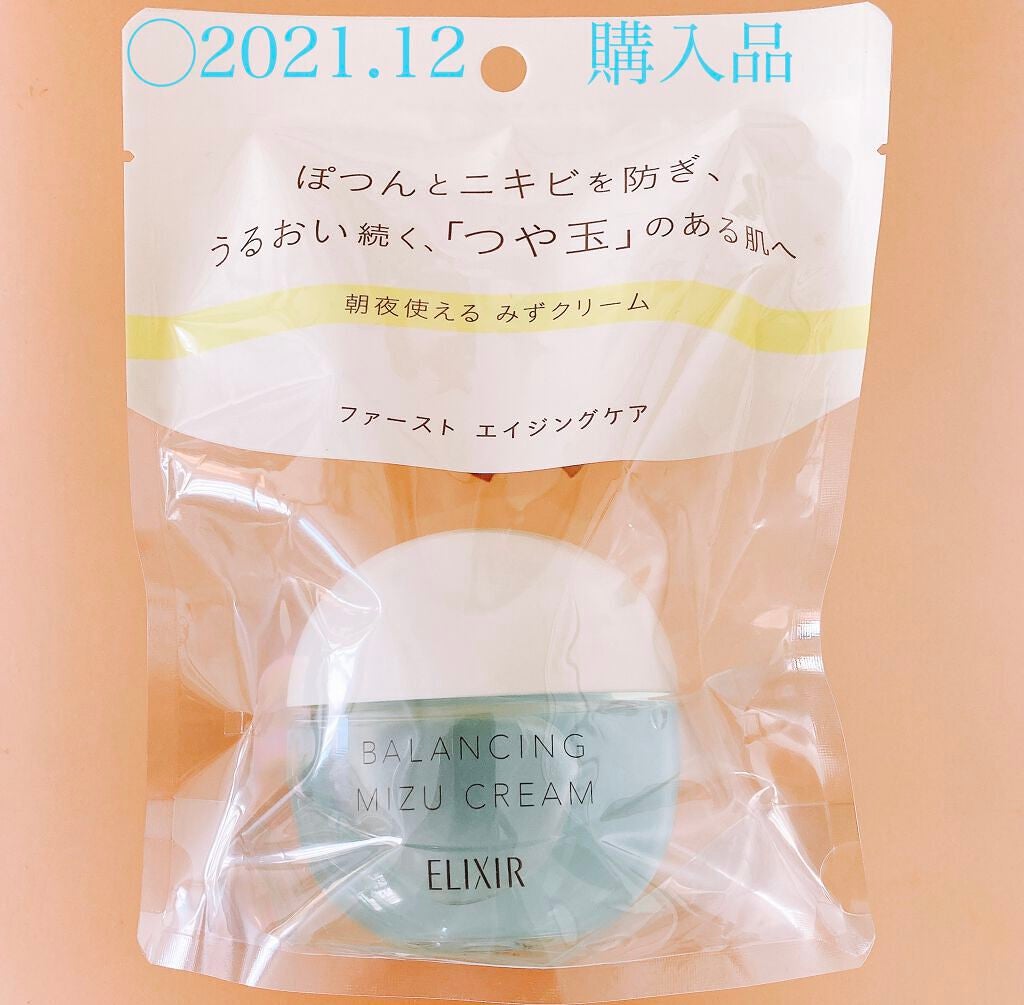 ◯2021.12 購入品
ぽつんとニキビを防ぎ、
うるおい続く、「つや玉」のある肌へ
朝夜使える みずクリーム
ファースト エイジングケア
BALANCING
MIZU CREAM
ELIXIR